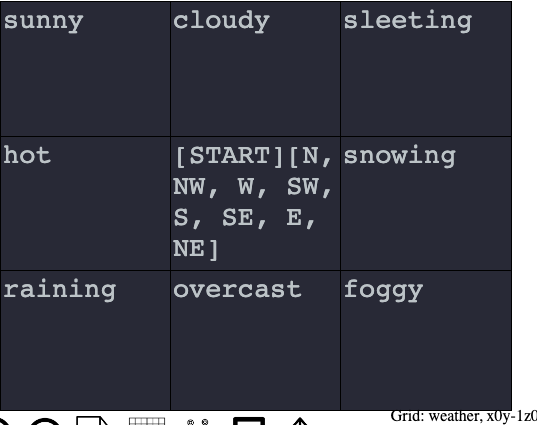 sunny cloudy sleeting
hot [START][N, snowing
NW, W, SW,
S, SE, E,
NE]
raining overcast foggy
Grid: weather, x0y-1z0